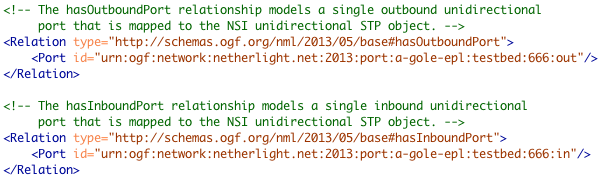 <!-- The hasOutboundPort relationship models a single outbound unidirectional
port that is mapped to the NSI unidirectional STP object. -->
<Relation type="http://schemas.ogf.org/nml/2013/05/base#hasOutboundPort">
<Port id="urn:ogf:network:netherlight.net:2013:port:a-gole-epl:testbed:666:out"/>
</Relation>
<!-- The hasInboundPort relationship models a single inbound unidirectional
port that is mapped to the NSI unidirectional STP object. -->
<Relation type="http://schemas.ogf.org/nml/2013/05/base#hasInboundPort">
<Port id="urn:ogf:network:netherlight.net:2013:port:a-gole-epl:testbed:666:in"/>
</Relation>